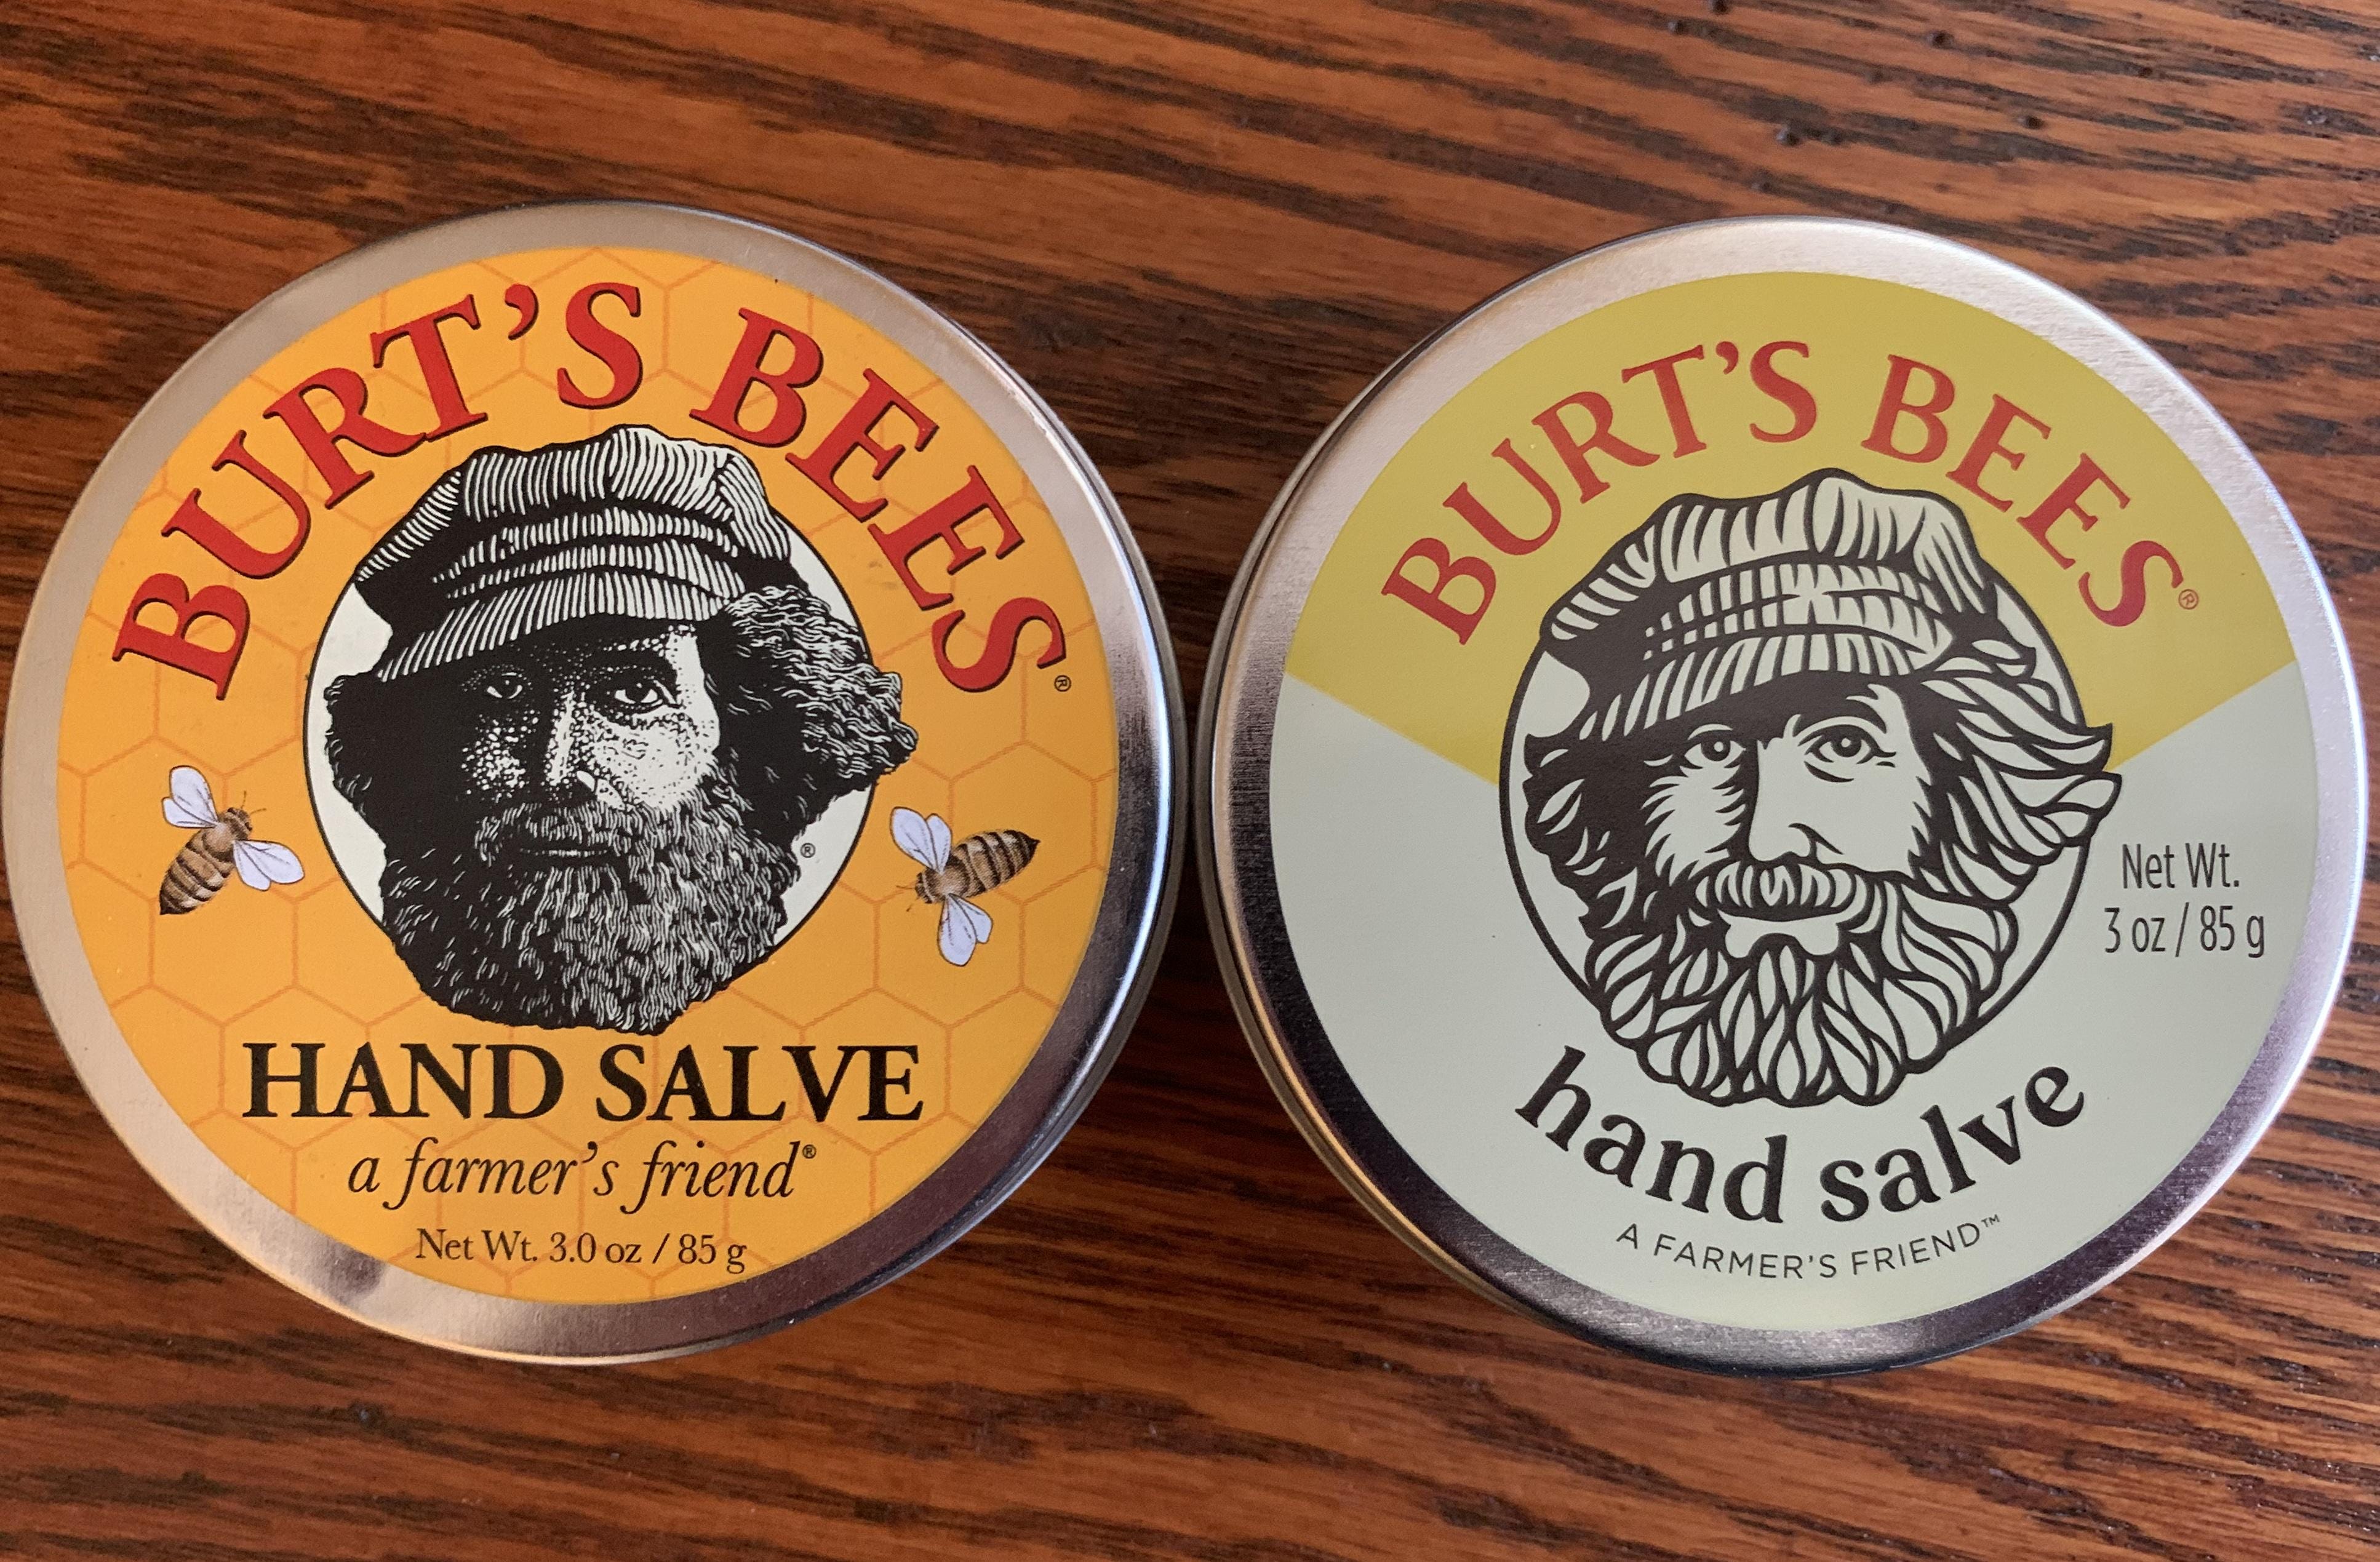 BURT'S BEES®
®
HAND SALVE
a farmer's friend®
Net Wt. 3.0 oz / 85 g
BURT'S BEES®
Net Wt.
3 oz / 85 g
hand salve
A FARMER'S FRIEND™